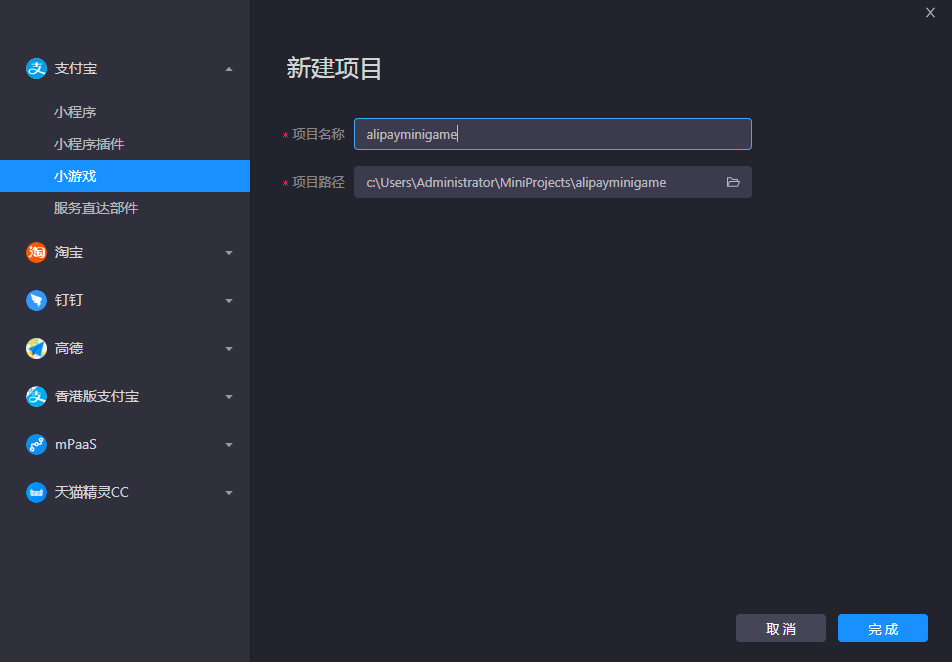 支付宝
小程序
小程序插件
小游戏
服务直达部件
淘 淘宝
钉钉
高德
香港版支付宝
mPaaS
天猫精灵CC
新建项目
* 项目名称 alipayminigame
* 项目路径 c:\Users\Administrator\MiniProjects\alipayminigame
取消 完成